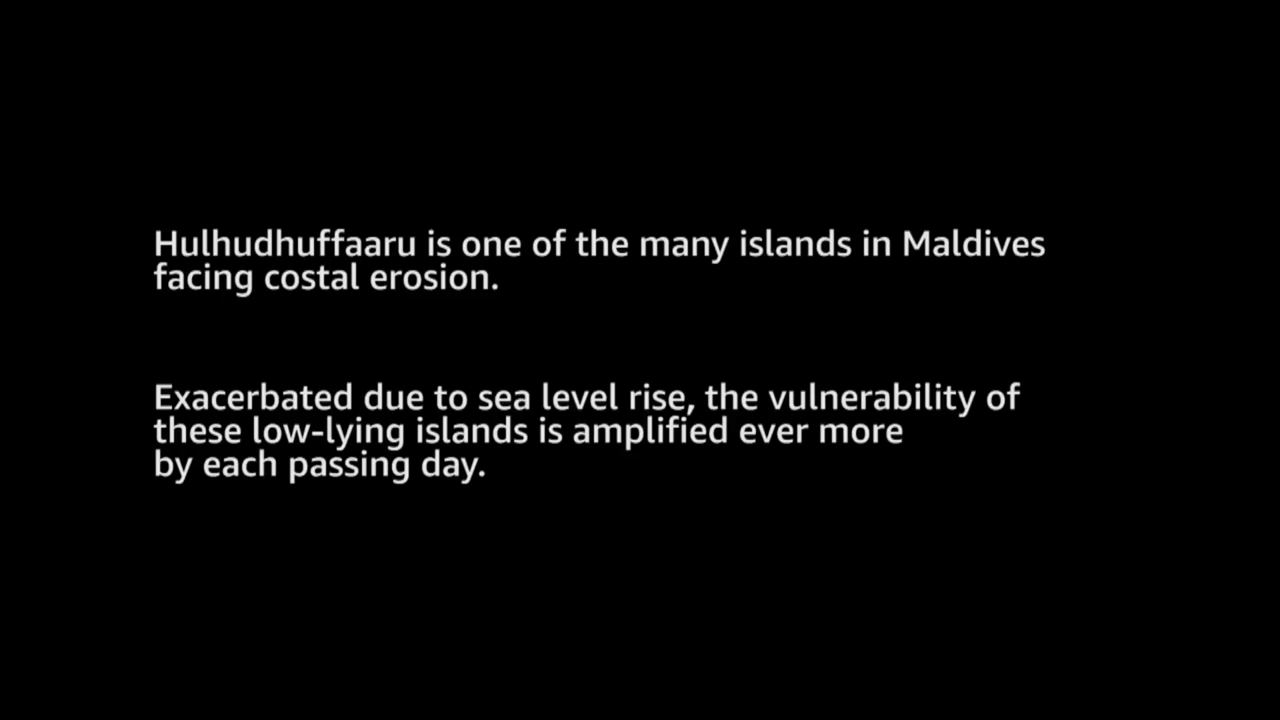 Hulhudhuffaaru is one of the many islands in Maldives
facing costal erosion.
Exacerbated due to sea level rise, the vulnerability of
these low-lying islands is amplified ever more
by each passing day.